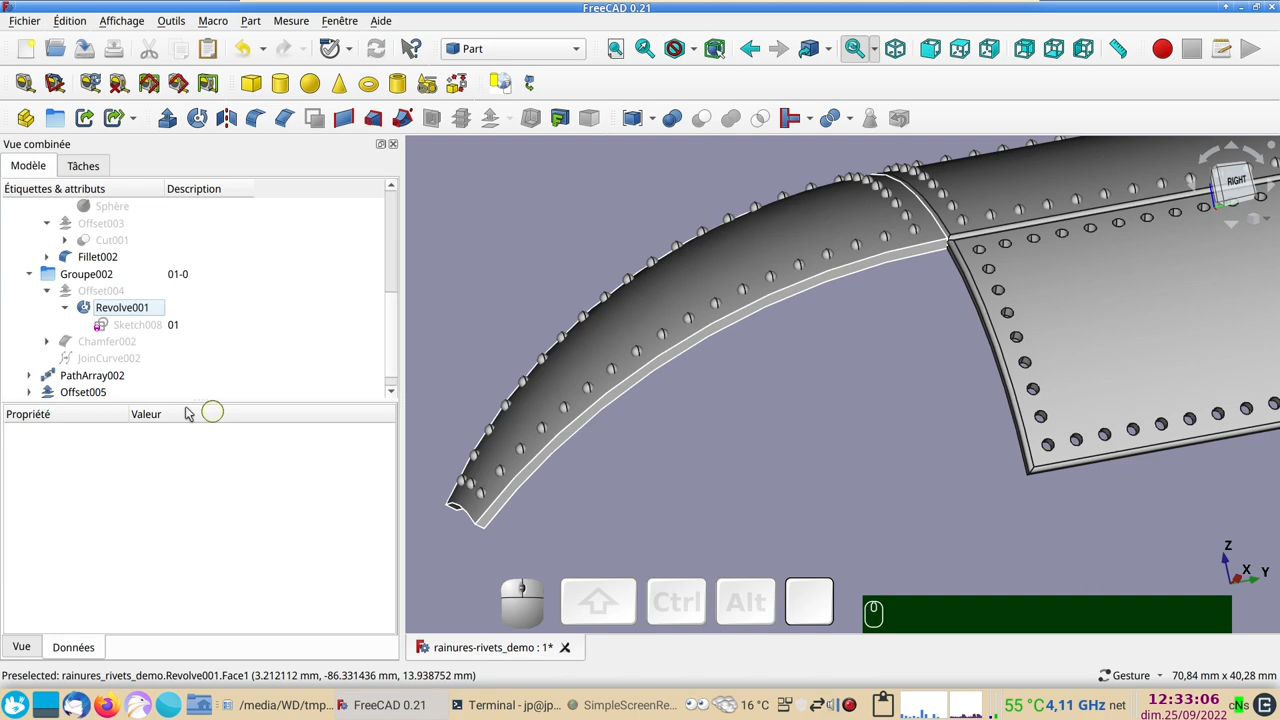 FreeCAD 0.21
Fichier Édition Affichage Outils Macro Part Mesure Fenêtre Aide
Part
Vue combinée
Modèle Tâches
Étiquettes & attributs Description
Sphère
Offset003
Cut001
Fillet002
Groupe002 01-0
Offset004
Revolve001
Sketch008 01
Chamfer002
JoinCurve002
PathArray002
Offset005
Propriété Valeur
RIGHT
Z
X
Y
Ctrl Alt
Vue Données
rainures-rivets_demo : 1*
Preselected: rainures_rivets_demo.Revolve001.Face1 (3.212112 mm, -86.331436 mm, 13.938752 mm)
Gesture 70,84 mm x 40,28 mm
/media/WD/tmp... FreeCAD 0.21 Terminal - jp@jp... SimpleScreenRe... 16 °C 55 °C 4,11 GHz net 12:33:06 dim.25/09/2022 cNs